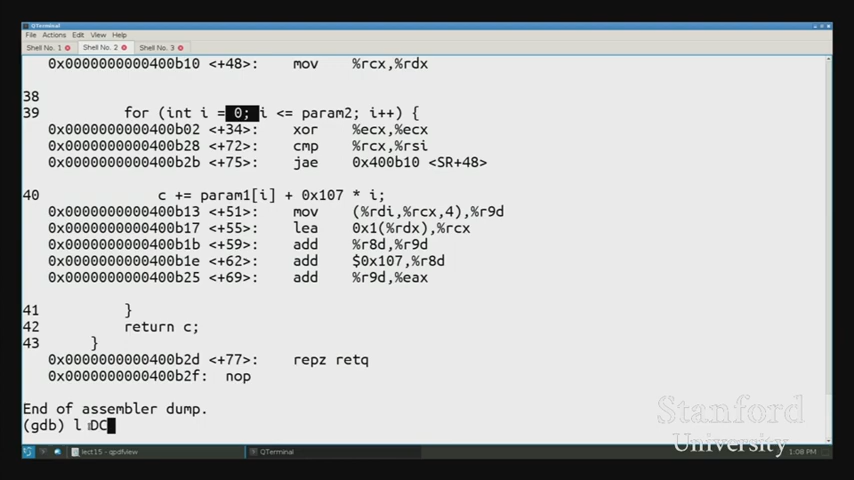 QTerminal
File Actions Edit View Help
Shell No. 1 Shell No. 2 Shell No. 3
0x0000000000400b10 <+48>: mov %rcx,%rdx
38
39 for (int i = 0; i <= param2; i++) {
0x0000000000400b02 <+34>: xor %ecx,%ecx
0x0000000000400b28 <+72>: cmp %rcx,%rsi
0x0000000000400b2b <+75>: jae 0x400b10 <SR+48>
40 c += param1[i] + 0x107 * i;
0x0000000000400b13 <+51>: mov (%rdi,%rcx,4),%r9d
0x0000000000400b17 <+55>: lea 0x1(%rdx),%rcx
0x0000000000400b1b <+59>: add %r8d,%r9d
0x0000000000400b1e <+62>: add $0x107,%r8d
0x0000000000400b25 <+69>: add %r9d,%eax
41 }
42 return c;
43 }
0x0000000000400b2d <+77>: repz retq
0x0000000000400b2f: nop
End of assembler dump.
(gdb) l DC
Stanford
University
lect15 - qpdfview QTerminal 1:08 PM